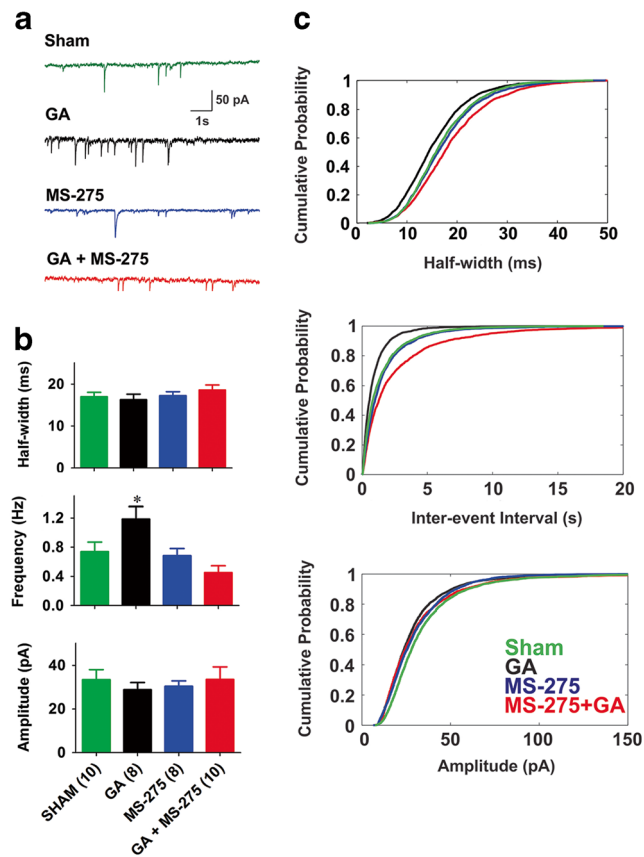 a
Sham
50 pA
1s
GA
MS-275
GA + MS-275
b
Half-width (ms)
20
10
0
Frequency (Hz)
1.2
0.8
0.4
0.0
*
Amplitude (pA)
40
20
0
SHAM (10)
GA (8)
MS-275 (8)
GA + MS-275 (10)
c
Cumulative Probability
1
0.8
0.6
0.4
0.2
0
0 10 20 30 40 50
Half-width (ms)
Cumulative Probability
1
0.8
0.6
0.4
0.2
0
0 5 10 15 20
Inter-event Interval (s)
Cumulative Probability
1
0.8
0.6
0.4
0.2
0
0 50 100 150
Amplitude (pA)
Sham
GA
MS-275
MS-275+GA